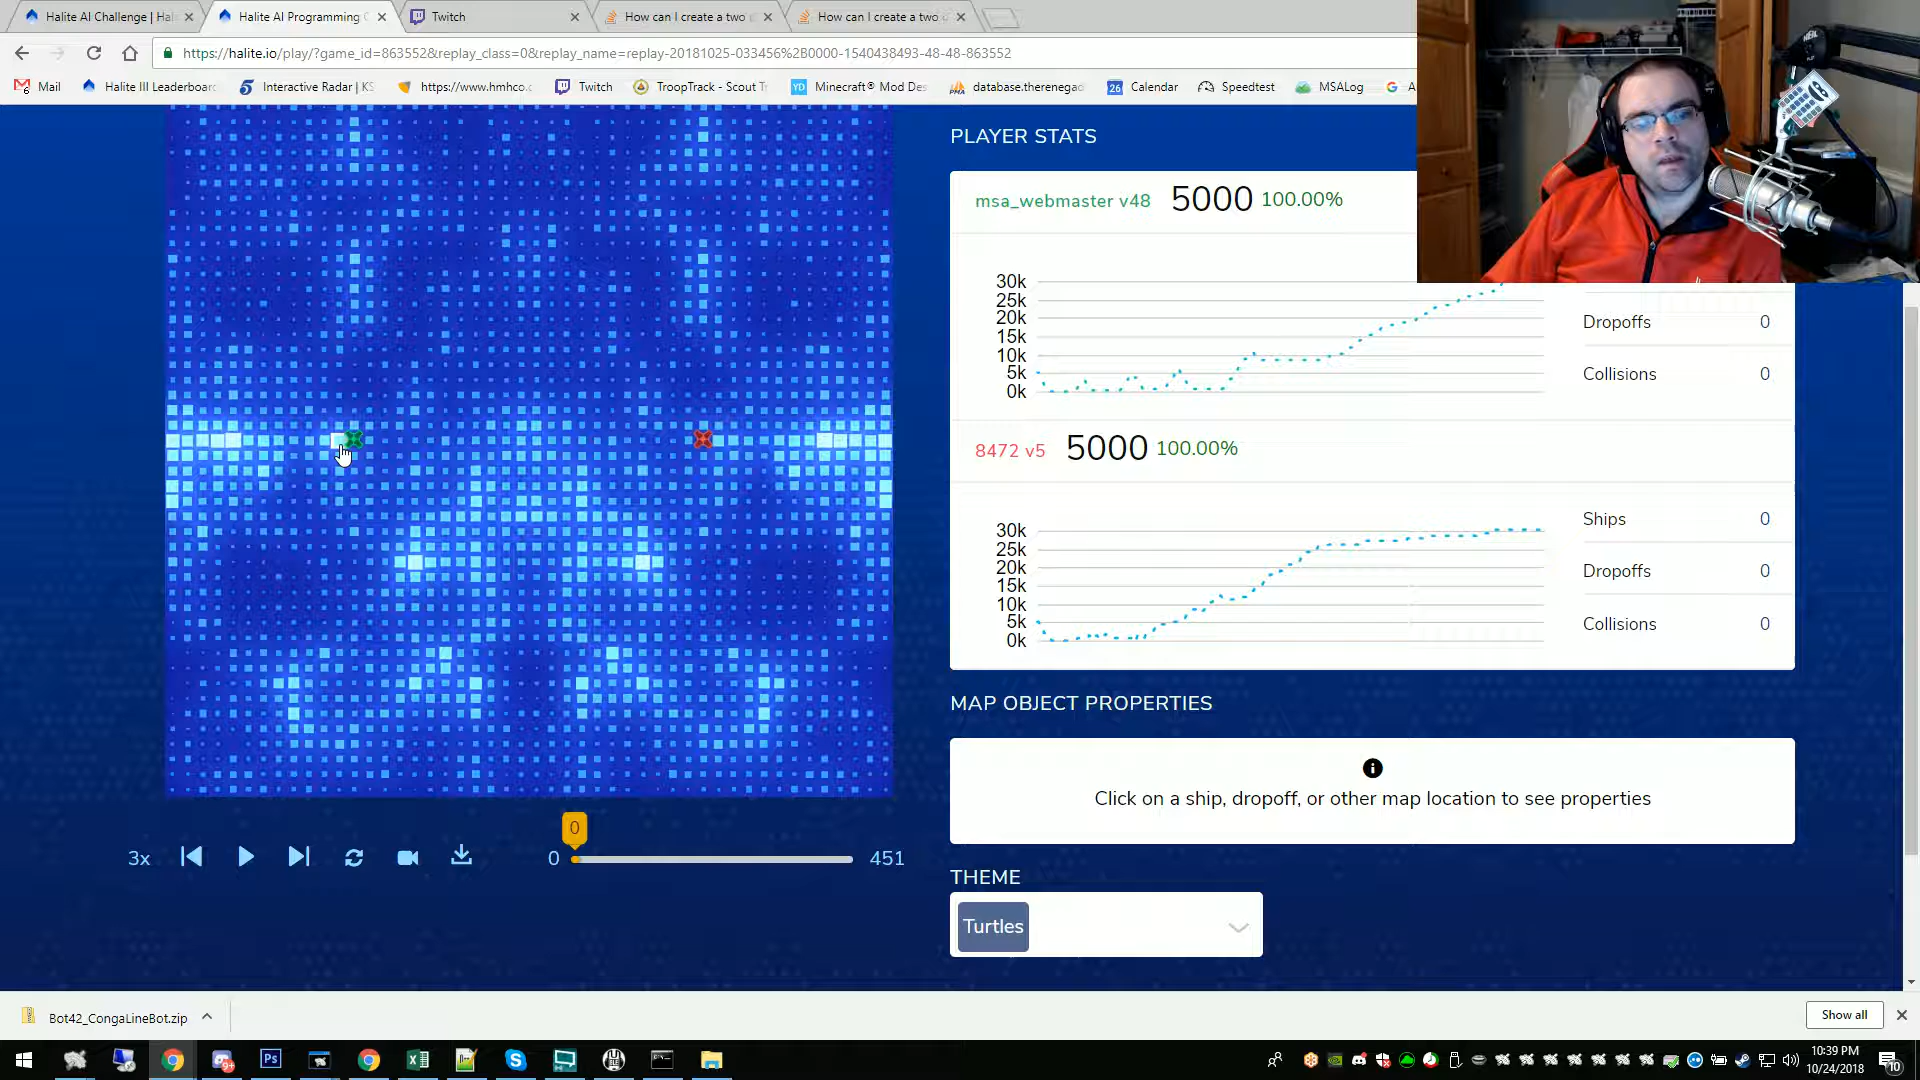 Halite AI Challenge | Hal
Halite AI Programming C
Twitch
How can I create a two
How can I create a two
https://halite.io/play/?game_id=863552&replay_class=0&replay_name=replay-20181025-033456%2B0000-1540438493-48-48-863552
Mail
Halite III Leaderboar
Interactive Radar | KS
https://www.hmhco.c
Twitch
TroopTrack - Scout T
Minecraft® Mod Des
database.therenegad
26 Calendar
Speedtest
MSALog
PLAYER STATS
msa_webmaster v48 5000 100.00%
30k
25k
20k
15k
10k
5k
0k
Dropoffs 0
Collisions 0
8472 v5 5000 100.00%
30k
25k
20k
15k
10k
5k
0k
Ships 0
Dropoffs 0
Collisions 0
MAP OBJECT PROPERTIES
Click on a ship, dropoff, or other map location to see properties
3x
0
0
451
THEME
Turtles
Bot42_CongaLineBot.zip
Show all
10:39 PM
10/24/2018
10